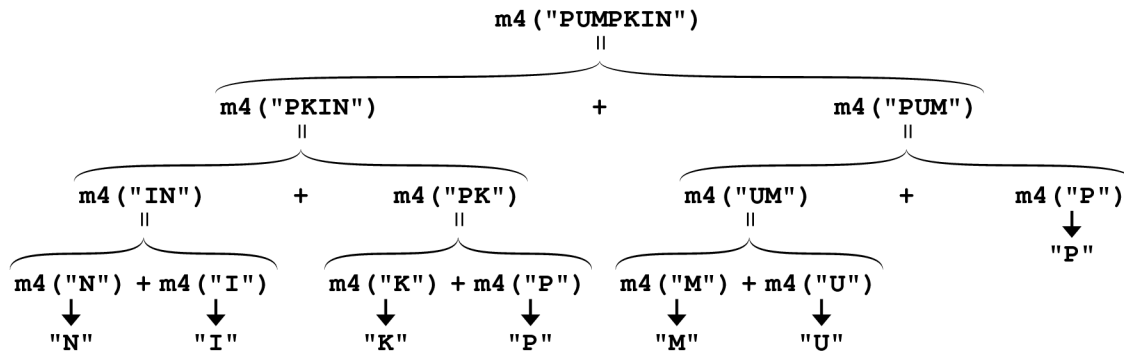 m4("PUMPKIN")
=
m4("PKIN") + m4("PUM")
= =
m4("IN") + m4("PK") m4("UM") + m4("P")
= = = "P"
m4("N") + m4("I") m4("K") + m4("P") m4("M") + m4("U")
"N" "I" "K" "P" "M" "U"